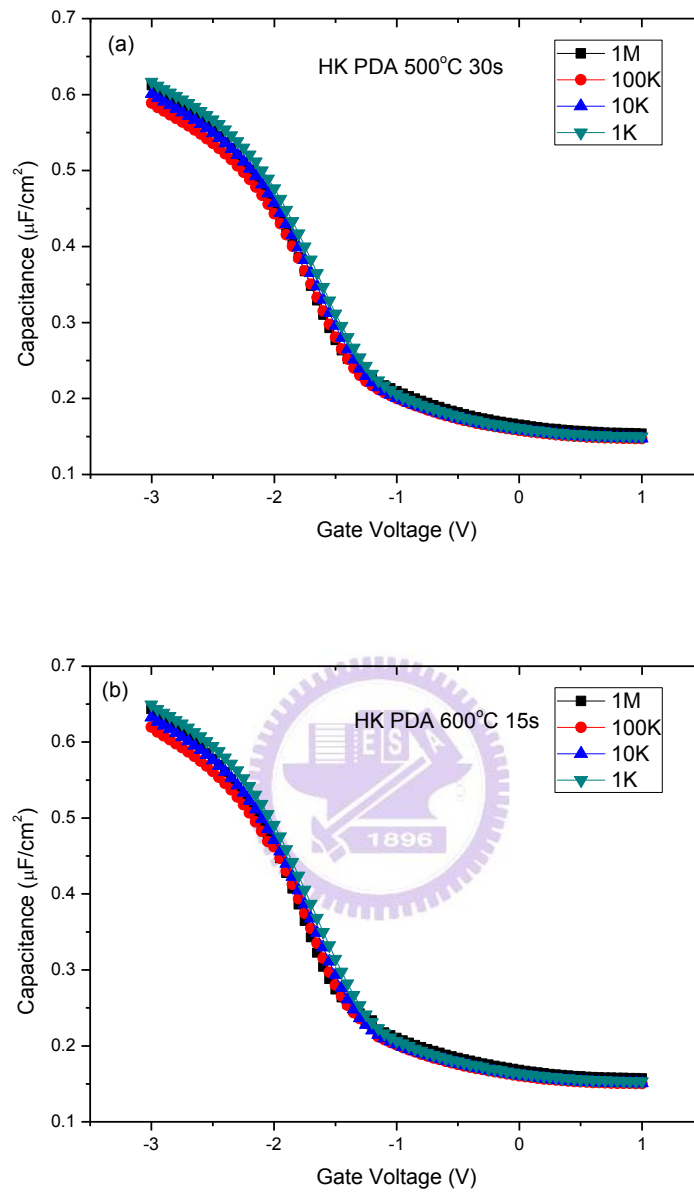 (a)
HK PDA 500°C 30s
1M
100K
10K
1K
0.7
0.6
0.5
0.4
0.3
0.2
0.1
Capacitance (μF/cm²)
-3 -2 -1 0 1
Gate Voltage (V)
(b)
HK PDA 600°C 15s
1M
100K
10K
1K
0.7
0.6
0.5
0.4
0.3
0.2
0.1
Capacitance (μF/cm²)
ES
1896
-3 -2 -1 0 1
Gate Voltage (V)